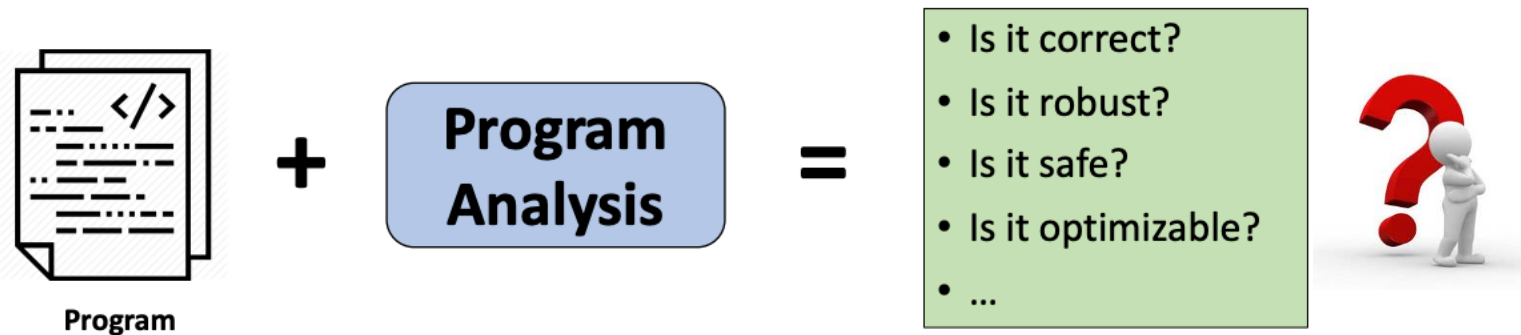 </>
Program
+
Program
Analysis
=
• Is it correct?
• Is it robust?
• Is it safe?
• Is it optimizable?
• ...
?